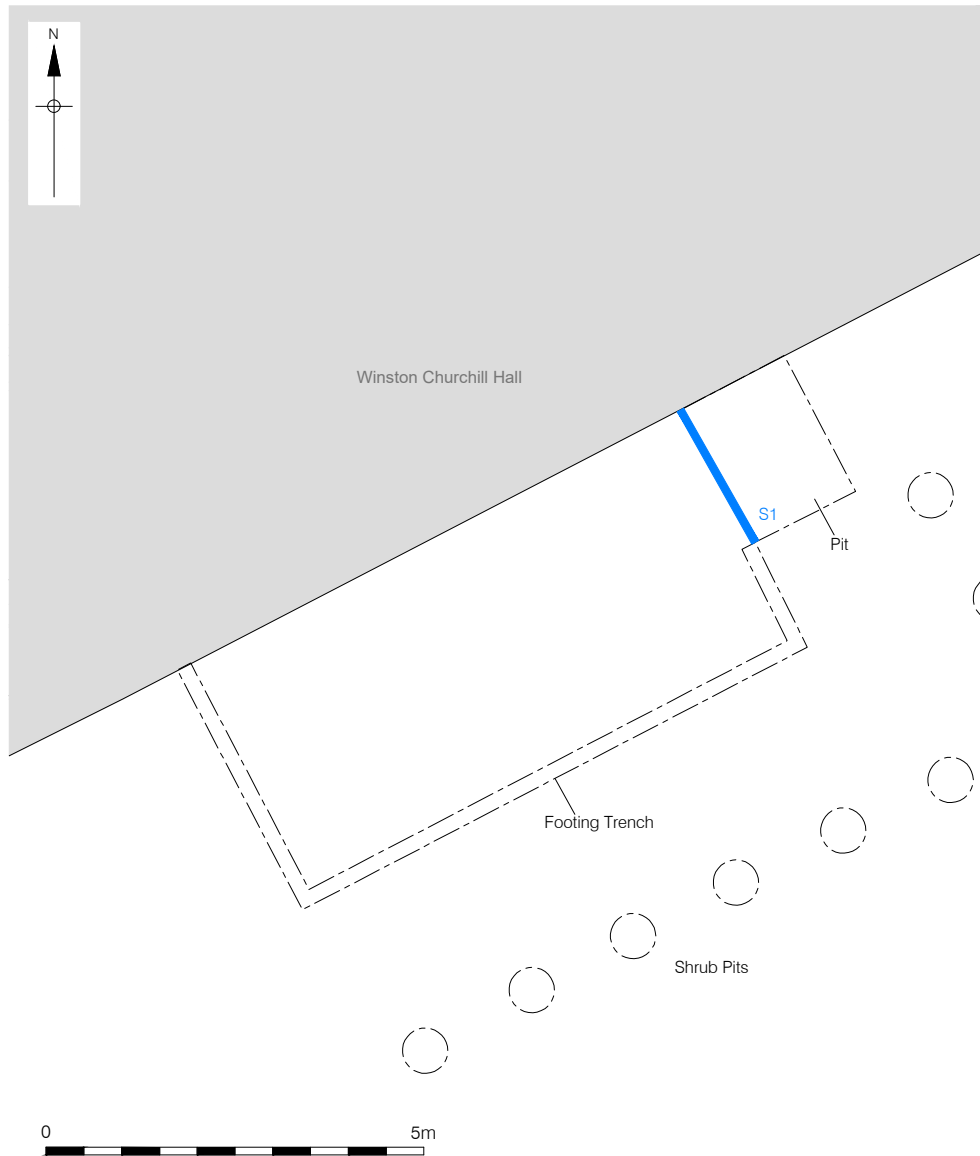 N
Winston Churchill Hall
S1
Pit
Footing Trench
Shrub Pits
0 5m